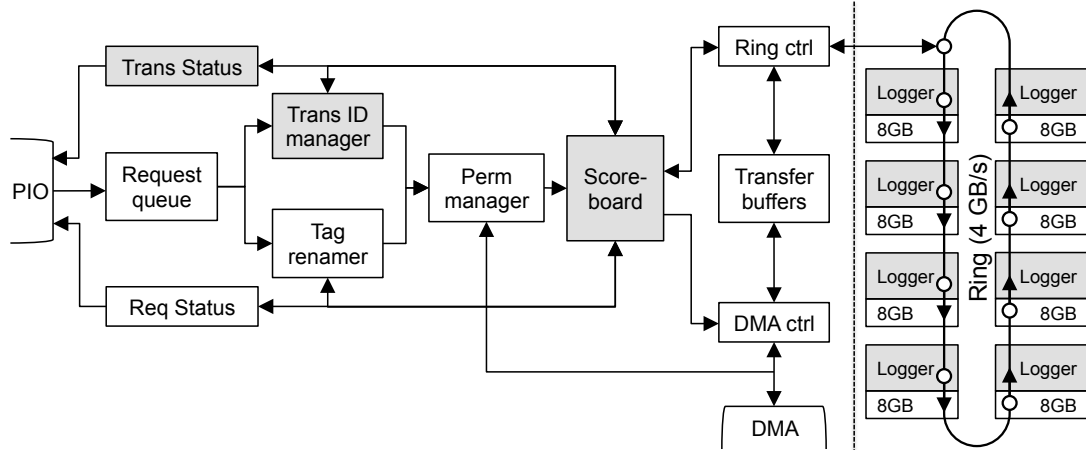 Trans Status
Trans ID
manager
PIO
Request
queue
Tag
renamer
Req Status
Perm
manager
Score-
board
Ring ctrl
Transfer
buffers
DMA ctrl
DMA
Logger
8GB
Logger
8GB
Logger
8GB
Logger
8GB
Ring (4 GB/s)
Logger
8GB
Logger
8GB
Logger
8GB
Logger
8GB